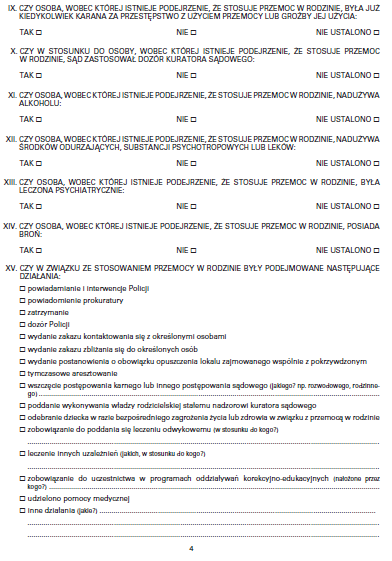 IX. CZY OSOBA, WOBEC KTÓREJ ISTNIEJE PODEJRZENIE, ŻE STOSUJE PRZEMOC W RODZINIE, BYŁA JUŻ
KIEDYKOLWIEK KARANA ZA PRZESTĘPSTWO Z UŻYCIEM PRZEMOCY LUB GROŹBY JEJ UŻYCIA:
TAK □ NIE □ NIE USTALONO □
X. CZY W STOSUNKU DO OSOBY, WOBEC KTÓREJ ISTNIEJE PODEJRZENIE, ŻE STOSUJE PRZEMOC
W RODZINIE, SĄD ZASTOSOWAŁ DOZÓR KURATORA SĄDOWEGO:
TAK □ NIE □ NIE USTALONO □
XI. CZY OSOBA, WOBEC KTÓREJ ISTNIEJE PODEJRZENIE, ŻE STOSUJE PRZEMOC W RODZINIE, NADUŻYWA
ALKOHOLU:
TAK □ NIE □ NIE USTALONO □
XII. CZY OSOBA, WOBEC KTÓREJ ISTNIEJE PODEJRZENIE, ŻE STOSUJE PRZEMOC W RODZINIE, NADUŻYWA
ŚRODKÓW ODURZAJĄCYCH, SUBSTANCJI PSYCHOTROPOWYCH LUB LEKÓW:
TAK □ NIE □ NIE USTALONO □
XIII. CZY OSOBA, WOBEC KTÓREJ ISTNIEJE PODEJRZENIE, ŻE STOSUJE PRZEMOC W RODZINIE, BYŁA
LECZONA PSYCHIATRYCZNIE:
TAK □ NIE □ NIE USTALONO □
XIV. CZY OSOBA, WOBEC KTÓREJ ISTNIEJE PODEJRZENIE, ŻE STOSUJE PRZEMOC W RODZINIE, POSIADA
BROŃ:
TAK □ NIE □ NIE USTALONO □
XV. CZY W ZWIĄZKU ZE STOSOWANIEM PRZEMOCY W RODZINIE BYŁY PODEJMOWANE NASTĘPUJĄCE
DZIAŁANIA:
□ powiadamianie i interwencje Policji
□ powiadomienie prokuratury
□ zatrzymanie
□ dozór Policji
□ wydanie zakazu kontaktowania się z określonymi osobami
□ wydanie zakazu zbliżania się do określonych osób
□ wydanie postanowienia o obowiązku opuszczenia lokalu zajmowanego wspólnie z pokrzywdzonym
□ tymczasowe aresztowanie
□ wszczęcie postępowania karnego lub innego postępowania sądowego (jakiego? np. rozwodowego, rodzinne-
go)
□ poddanie wykonywania władzy rodzicielskiej stałemu nadzorowi kuratora sądowego
□ odebranie dziecka w razie bezpośredniego zagrożenia życia lub zdrowia w związku z przemocą w rodzinie
□ zobowiązanie do poddania się leczeniu odwykowemu (w stosunku do kogo?)
□ leczenie innych uzależnień (jakich, w stosunku do kogo?)
□ zobowiązanie do uczestnictwa w programach oddziaływań korekcyjno-edukacyjnych (nałożone przez
kogo?)
□ udzielono pomocy medycznej
□ inne działania (jakie?)
4